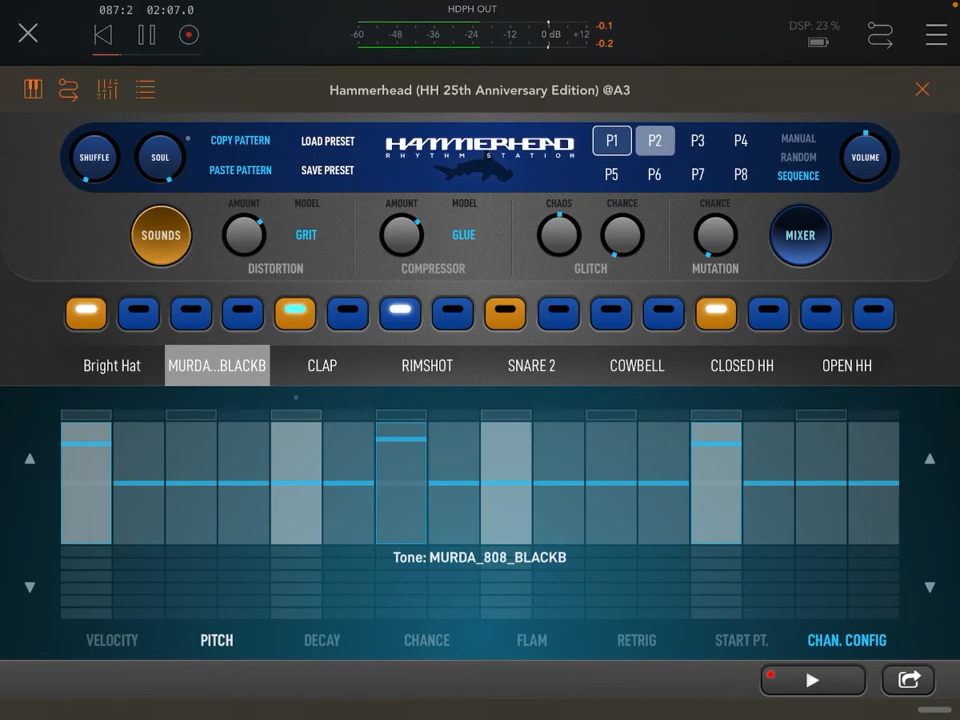 HDPH OUT
087:2 02:07.0
-60 -48 -36 -24 -12 0 dB +12
-0.1
-0.2
DSP: 23 %
Hammerhead (HH 25th Anniversary Edition) @A3
SHUFFLE
SOUL
COPY PATTERN
PASTE PATTERN
LOAD PRESET
SAVE PRESET
HAMMERHEAD
RHYTHM STATION
P1 P2 P3 P4
P5 P6 P7 P8
MANUAL
RANDOM
SEQUENCE
VOLUME
SOUNDS
AMOUNT MODEL
GRIT
DISTORTION
AMOUNT MODEL
GLUE
COMPRESSOR
CHAOS CHANCE
GLITCH
CHANCE
MUTATION
MIXER
Bright Hat MURDA...BLACKB CLAP RIMSHOT SNARE 2 COWBELL CLOSED HH OPEN HH
Tone: MURDA_808_BLACKB
VELOCITY PITCH DECAY CHANCE FLAM RETRIG START PT. CHAN. CONFIG